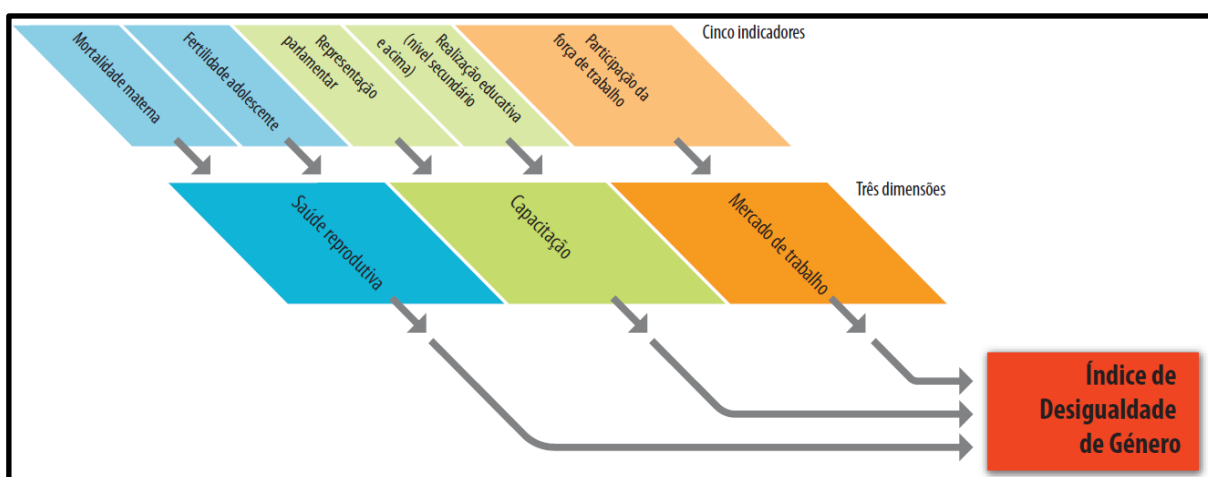 Mortalidade materna
Fertilidade adolescente
Representação
parlamentar
Realização educativa
(nível secundário
e acima)
Participação da
força de trabalho
Cinco indicadores
Saúde reprodutiva
Capacitação
Mercado de trabalho
Três dimensões
Índice de
Desigualdade
de Género